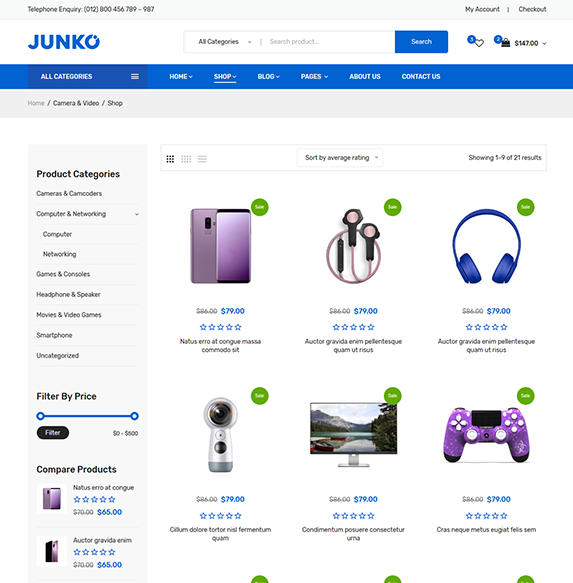 Telephone Enquiry: (012) 800 456 789 - 987
My Account | Checkout
JUNKO
All Categories | Search product... Search
3 2 $147.00
ALL CATEGORIES HOME SHOP BLOG PAGES ABOUT US CONTACT US
Home / Camera & Video / Shop
Product Categories
Cameras & Camcoders
Computer & Networking
Computer
Networking
Games & Consoles
Headphone & Speaker
Movies & Video Games
Smartphone
Uncategorized
Filter By Price
Filter $0 - $500
Compare Products
Natus erro at congue
$70.00 $65.00
Auctor gravida enim
$70.00 $65.00
Sort by average rating Showing 1-9 of 21 results
Sale Sale Sale
$86.00 $79.00 $86.00 $79.00 $86.00 $79.00
Natus erro at congue massa
commodo sit
Auctor gravida enim pellentesque
quam ut risus
Auctor gravida enim pellentesque
quam ut risus
Sale Sale Sale
$86.00 $79.00 $86.00 $79.00 $86.00 $79.00
Cillum dolore tortor nisl fermentum
quam
Condimentum posuere consectetur
urna
Cras neque metus eugiat felis sem
Sale Sale Sale